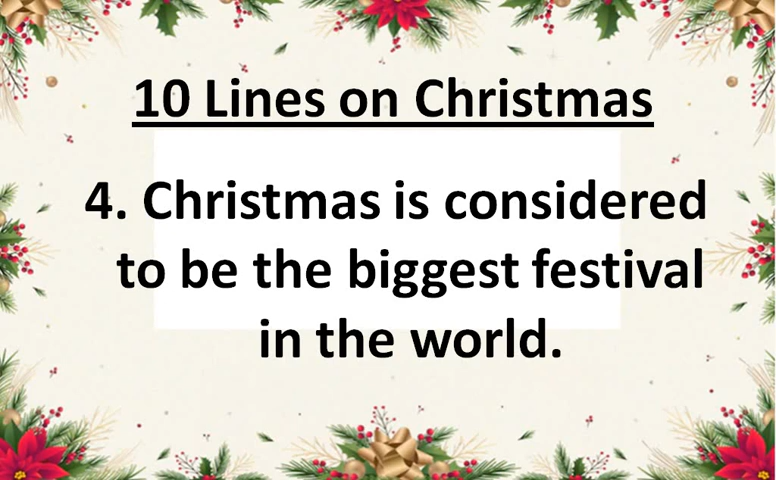 10 Lines on Christmas
4. Christmas is considered
to be the biggest festival
in the world.